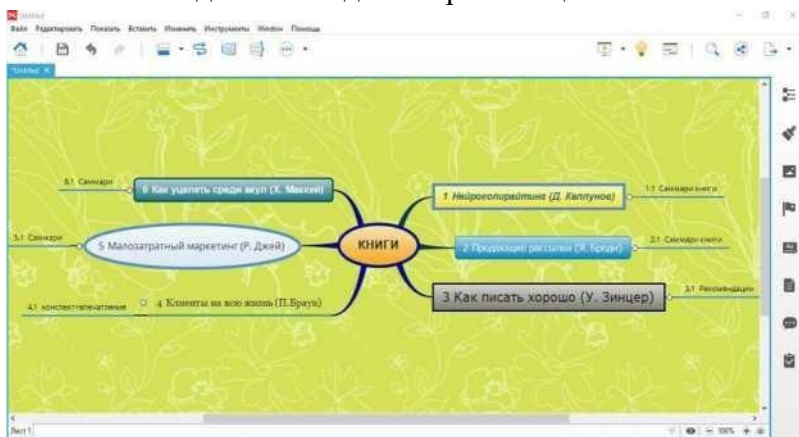 Untitled
Файл Редактировать Показать Вставить Изменить Инструменты Window Помощь
*Untitled
6.1 Саммари
6 Как уцелеть среди акул (Х. Маккей)
1 Нейрокопирайтинг (Д. Каплунов)
1.1 Саммари книги
5.1 Саммари
5 Малозатратный маркетинг (Р. Джей)
КНИГИ
2 Продающие рассылки (Я. Броди)
2.1 Саммари книги
4.1 конспект+впечатления
4 Клиенты на всю жизнь (П.Браун)
3 Как писать хорошо (У. Зинцер)
3.1 Рекомендации
Лист 1
100%